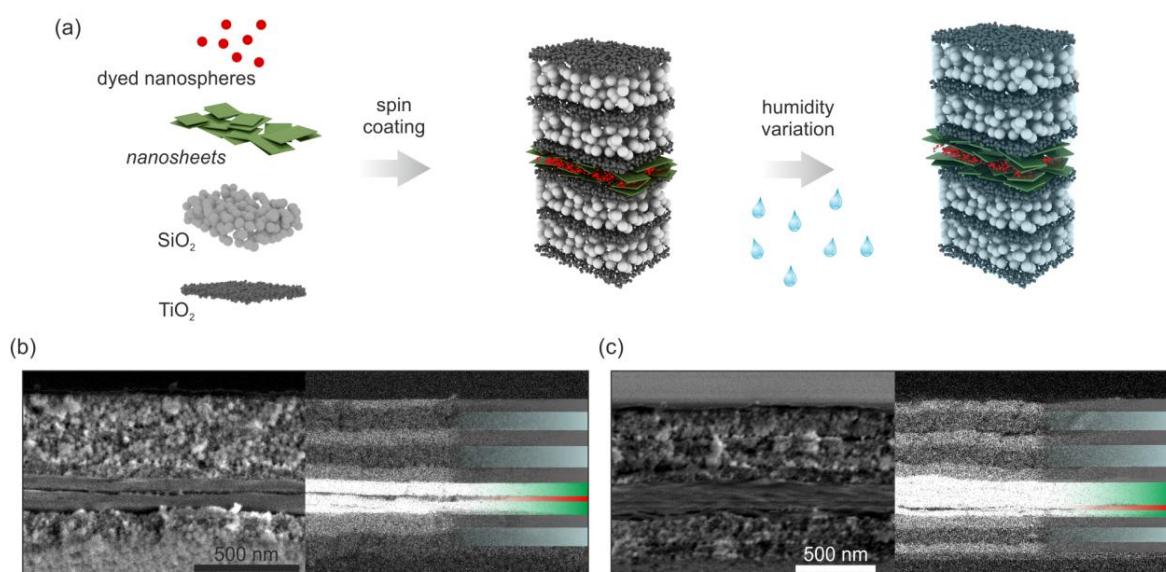 (a)
dyed nanospheres
nanosheets
SiO₂
TiO₂
spin
coating
humidity
variation
(b)
500 nm
(c)
500 nm